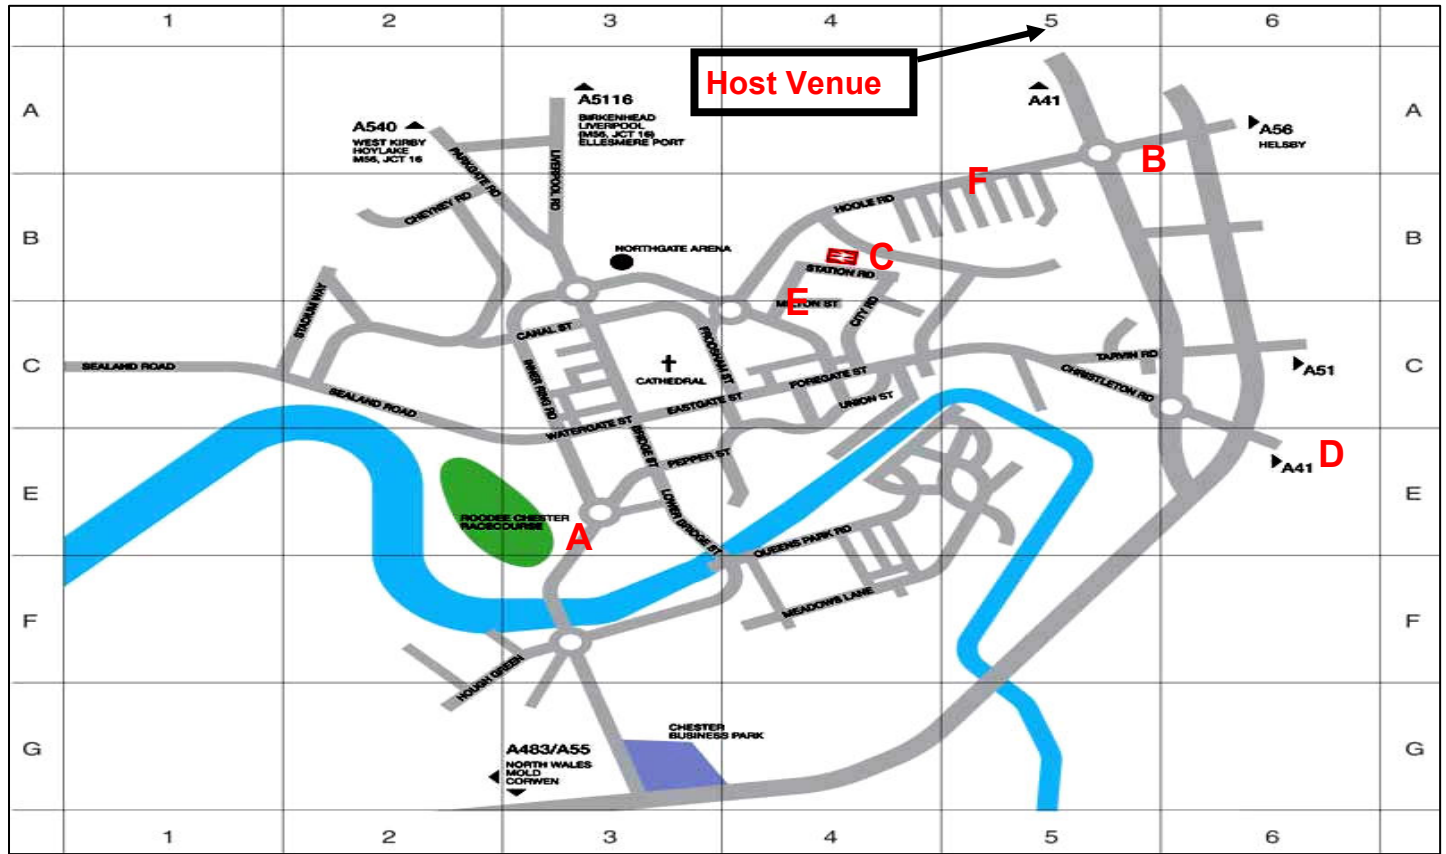 1 2 3 4 5 6
Host Venue
A A
A5116
BIRKENHEAD
LIVERPOOL
(M56, JCT 16)
ELLESMERE PORT
A540
WEST KIRBY
HOYLAKE
M56, JCT 16
A41
A56
HELSBY
B
PARKGATE RD
LIVERPOOL RD
F
CHEYNEY RD
HOOLE RD
B B
NORTHGATE ARENA
C
STATION RD
E
MILTON ST
STADIUM WAY
CITY RD
CANAL ST
FRODSHAM ST
C C
SEALAND ROAD
INNER RING RD
CATHEDRAL
FOREGATE ST
TARVIN RD
CHRISTLETON RD
A51
SEALAND ROAD
EASTGATE ST
UNION ST
WATERGATE ST
BRIDGE ST
PEPPER ST
A41
D
E E
ROODEE CHESTER
RACECOURSE
LOWER BRIDGE ST
A
QUEENS PARK RD
MEADOWS LANE
F F
HOUGH GREEN
CHESTER
BUSINESS PARK
G G
A483/A55
NORTH WALES
MOLD
CORWEN
1 2 3 4 5 6